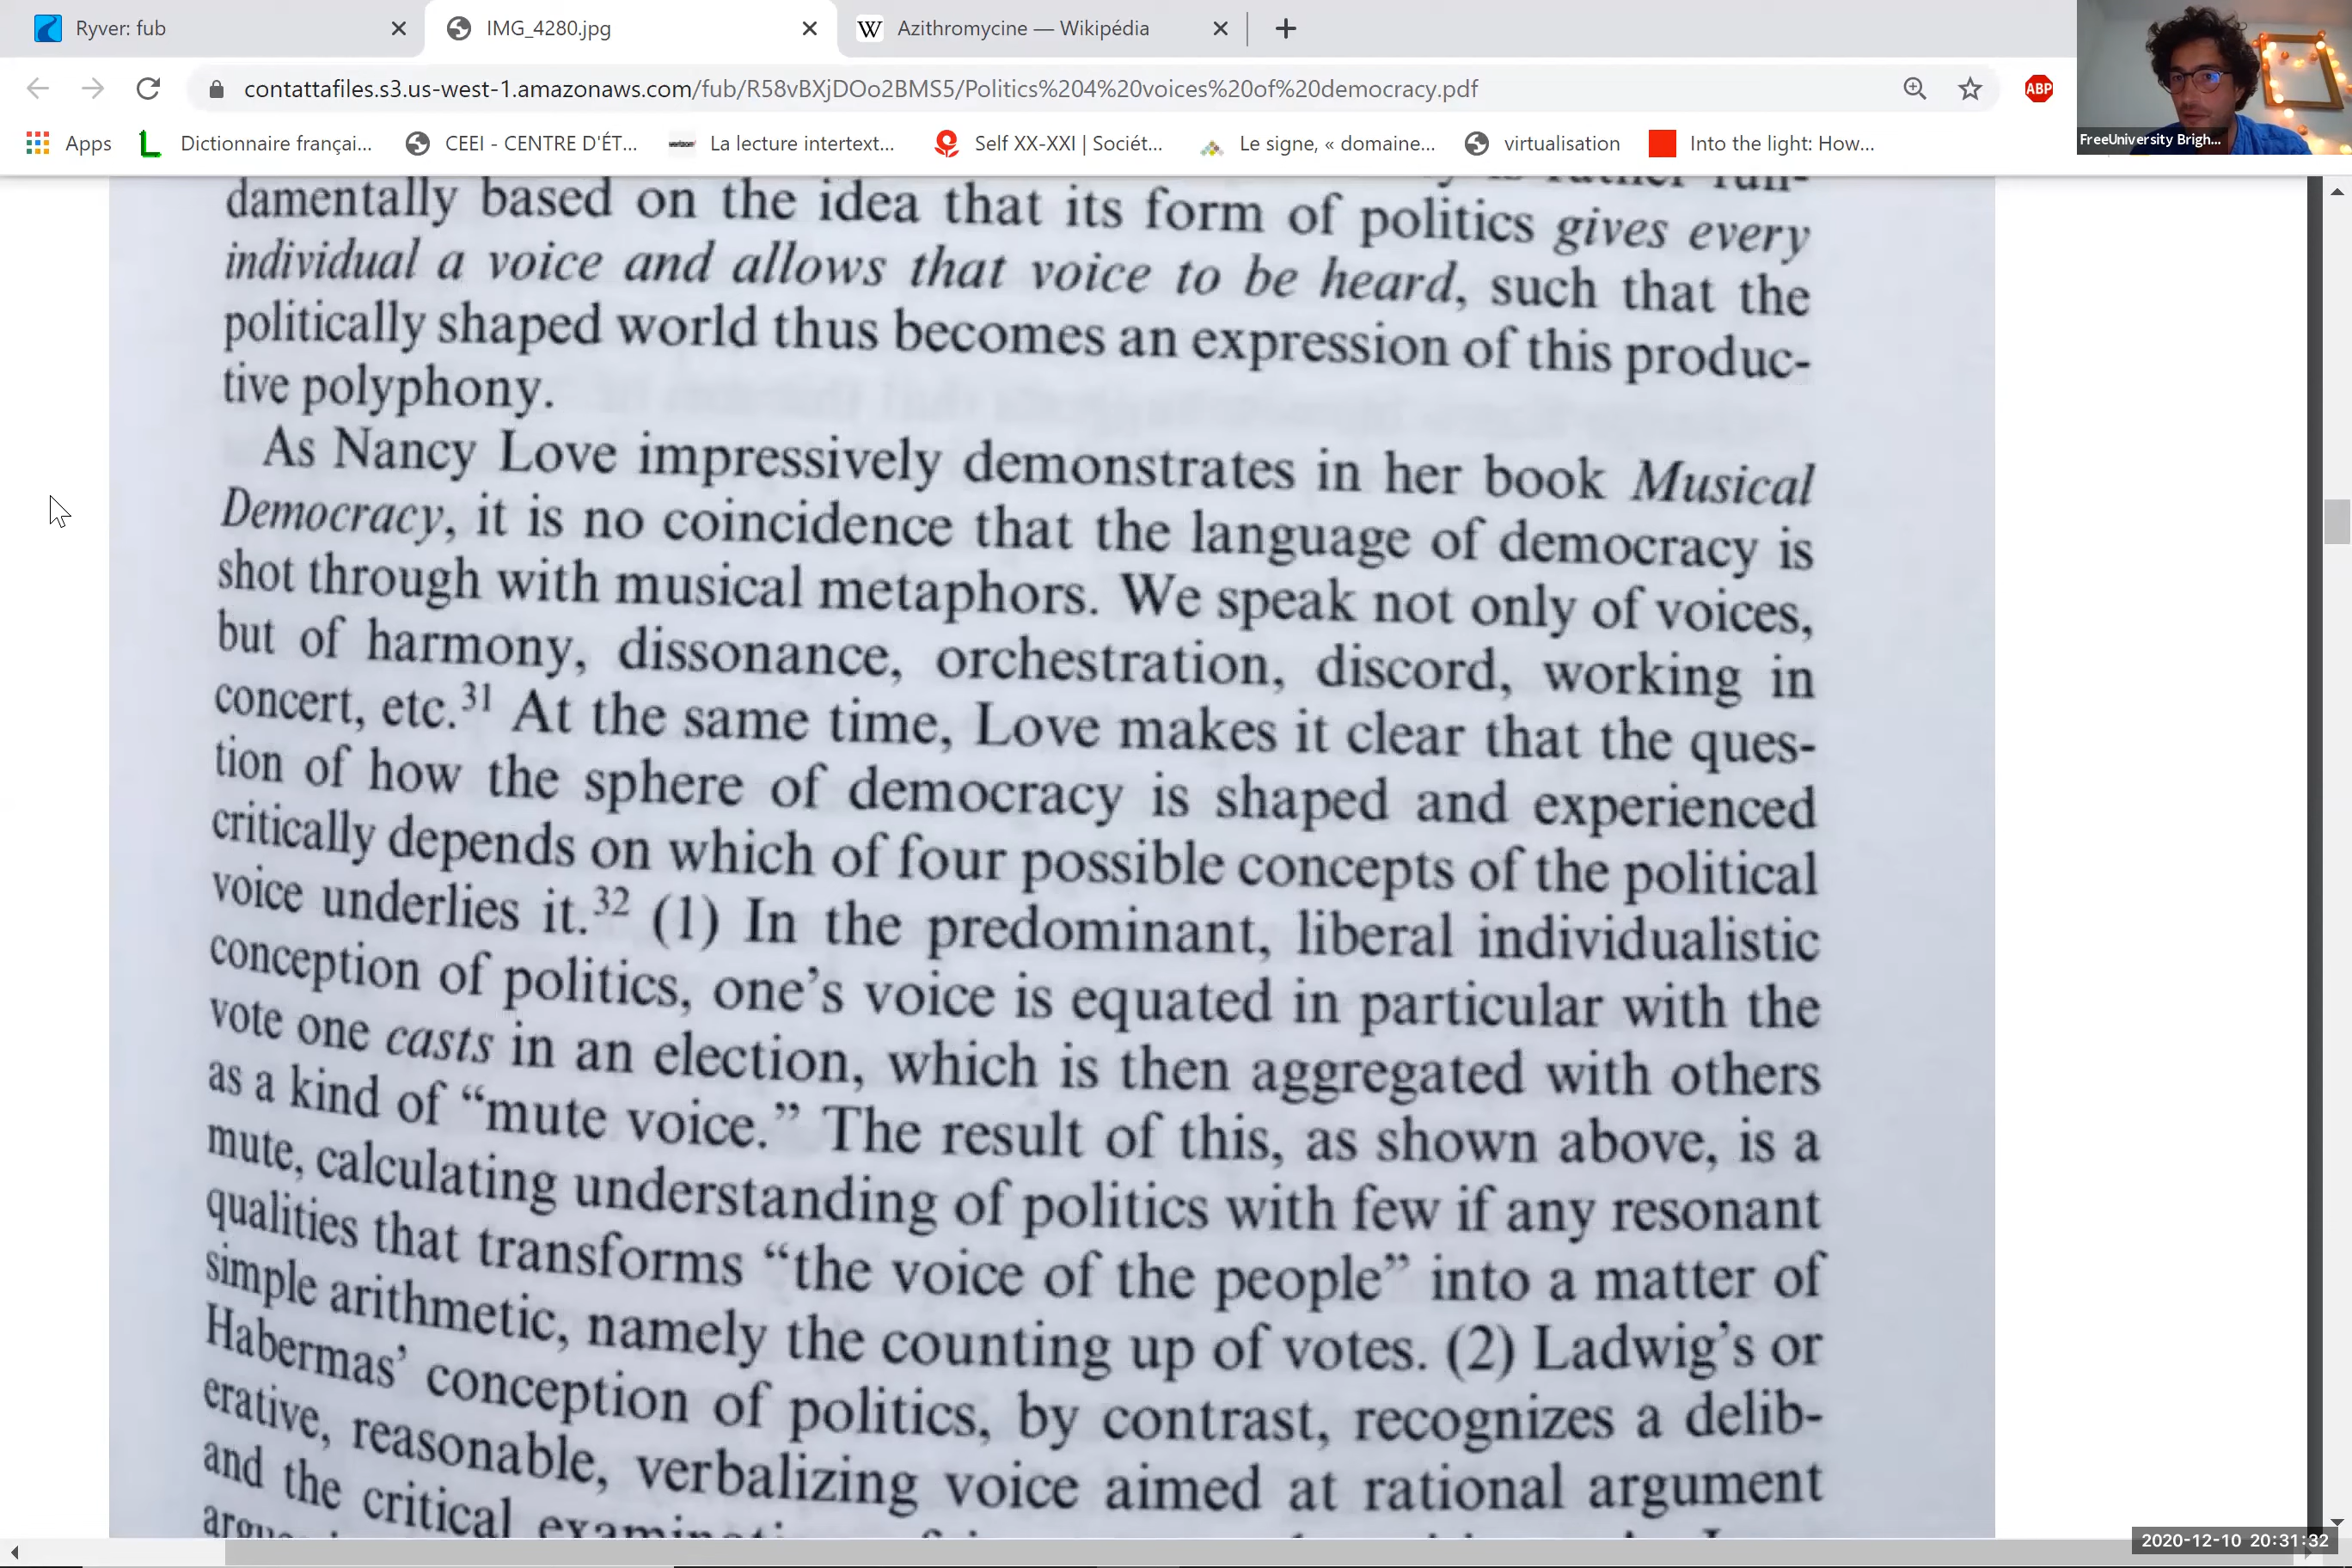 Ryver: fub
IMG_4280.jpg
W Azithromycine — Wikipédia
contattafiles.s3.us-west-1.amazonaws.com/fub/R58vBXjDOo2BMS5/Politics%204%20voices%20of%20democracy.pdf
ABP
Apps
L Dictionnaire françai...
CEEI - CENTRE D'ÉT...
La lecture intertext...
Self XX-XXI | Sociét...
Le signe, « domaine...
virtualisation
Into the light: How...
FreeUniversity Brigh...
damentally based on the idea that its form of politics gives every
individual a voice and allows that voice to be heard, such that the
politically shaped world thus becomes an expression of this produc-
tive polyphony.
As Nancy Love impressively demonstrates in her book Musical
Democracy, it is no coincidence that the language of democracy is
shot through with musical metaphors. We speak not only of voices,
but of harmony, dissonance, orchestration, discord, working in
concert, etc.31 At the same time, Love makes it clear that the ques-
tion of how the sphere of democracy is shaped and experienced
critically depends on which of four possible concepts of the political
voice underlies it.32 (1) In the predominant, liberal individualistic
conception of politics, one’s voice is equated in particular with the
vote one casts in an election, which is then aggregated with others
as a kind of “mute voice.” The result of this, as shown above, is a
mute, calculating understanding of politics with few if any resonant
qualities that transforms “the voice of the people” into a matter of
simple arithmetic, namely the counting up of votes. (2) Ladwig’s or
Habermas’ conception of politics, by contrast, recognizes a delib-
erative, reasonable, verbalizing voice aimed at rational argument
and the critical
2020-12-10 20:31:32